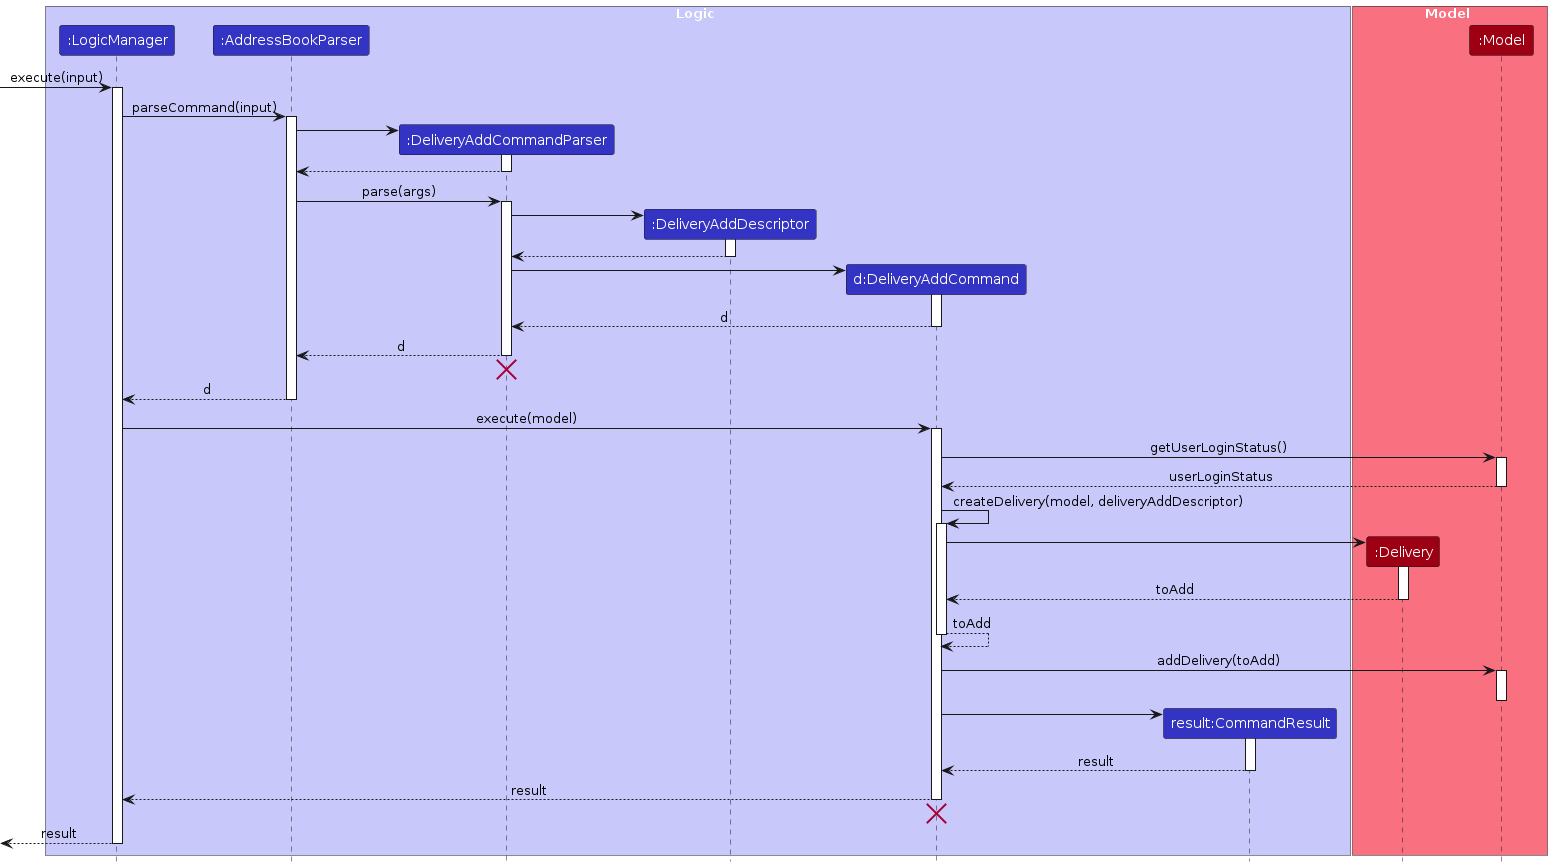 Logic
Model
:LogicManager
:AddressBookParser
:Model
execute(input)
parseCommand(input)
:DeliveryAddCommandParser
parse(args)
:DeliveryAddDescriptor
d:DeliveryAddCommand
d
d
d
execute(model)
getUserLoginStatus()
userLoginStatus
createDelivery(model, deliveryAddDescriptor)
:Delivery
toAdd
toAdd
addDelivery(toAdd)
result:CommandResult
result
result
result